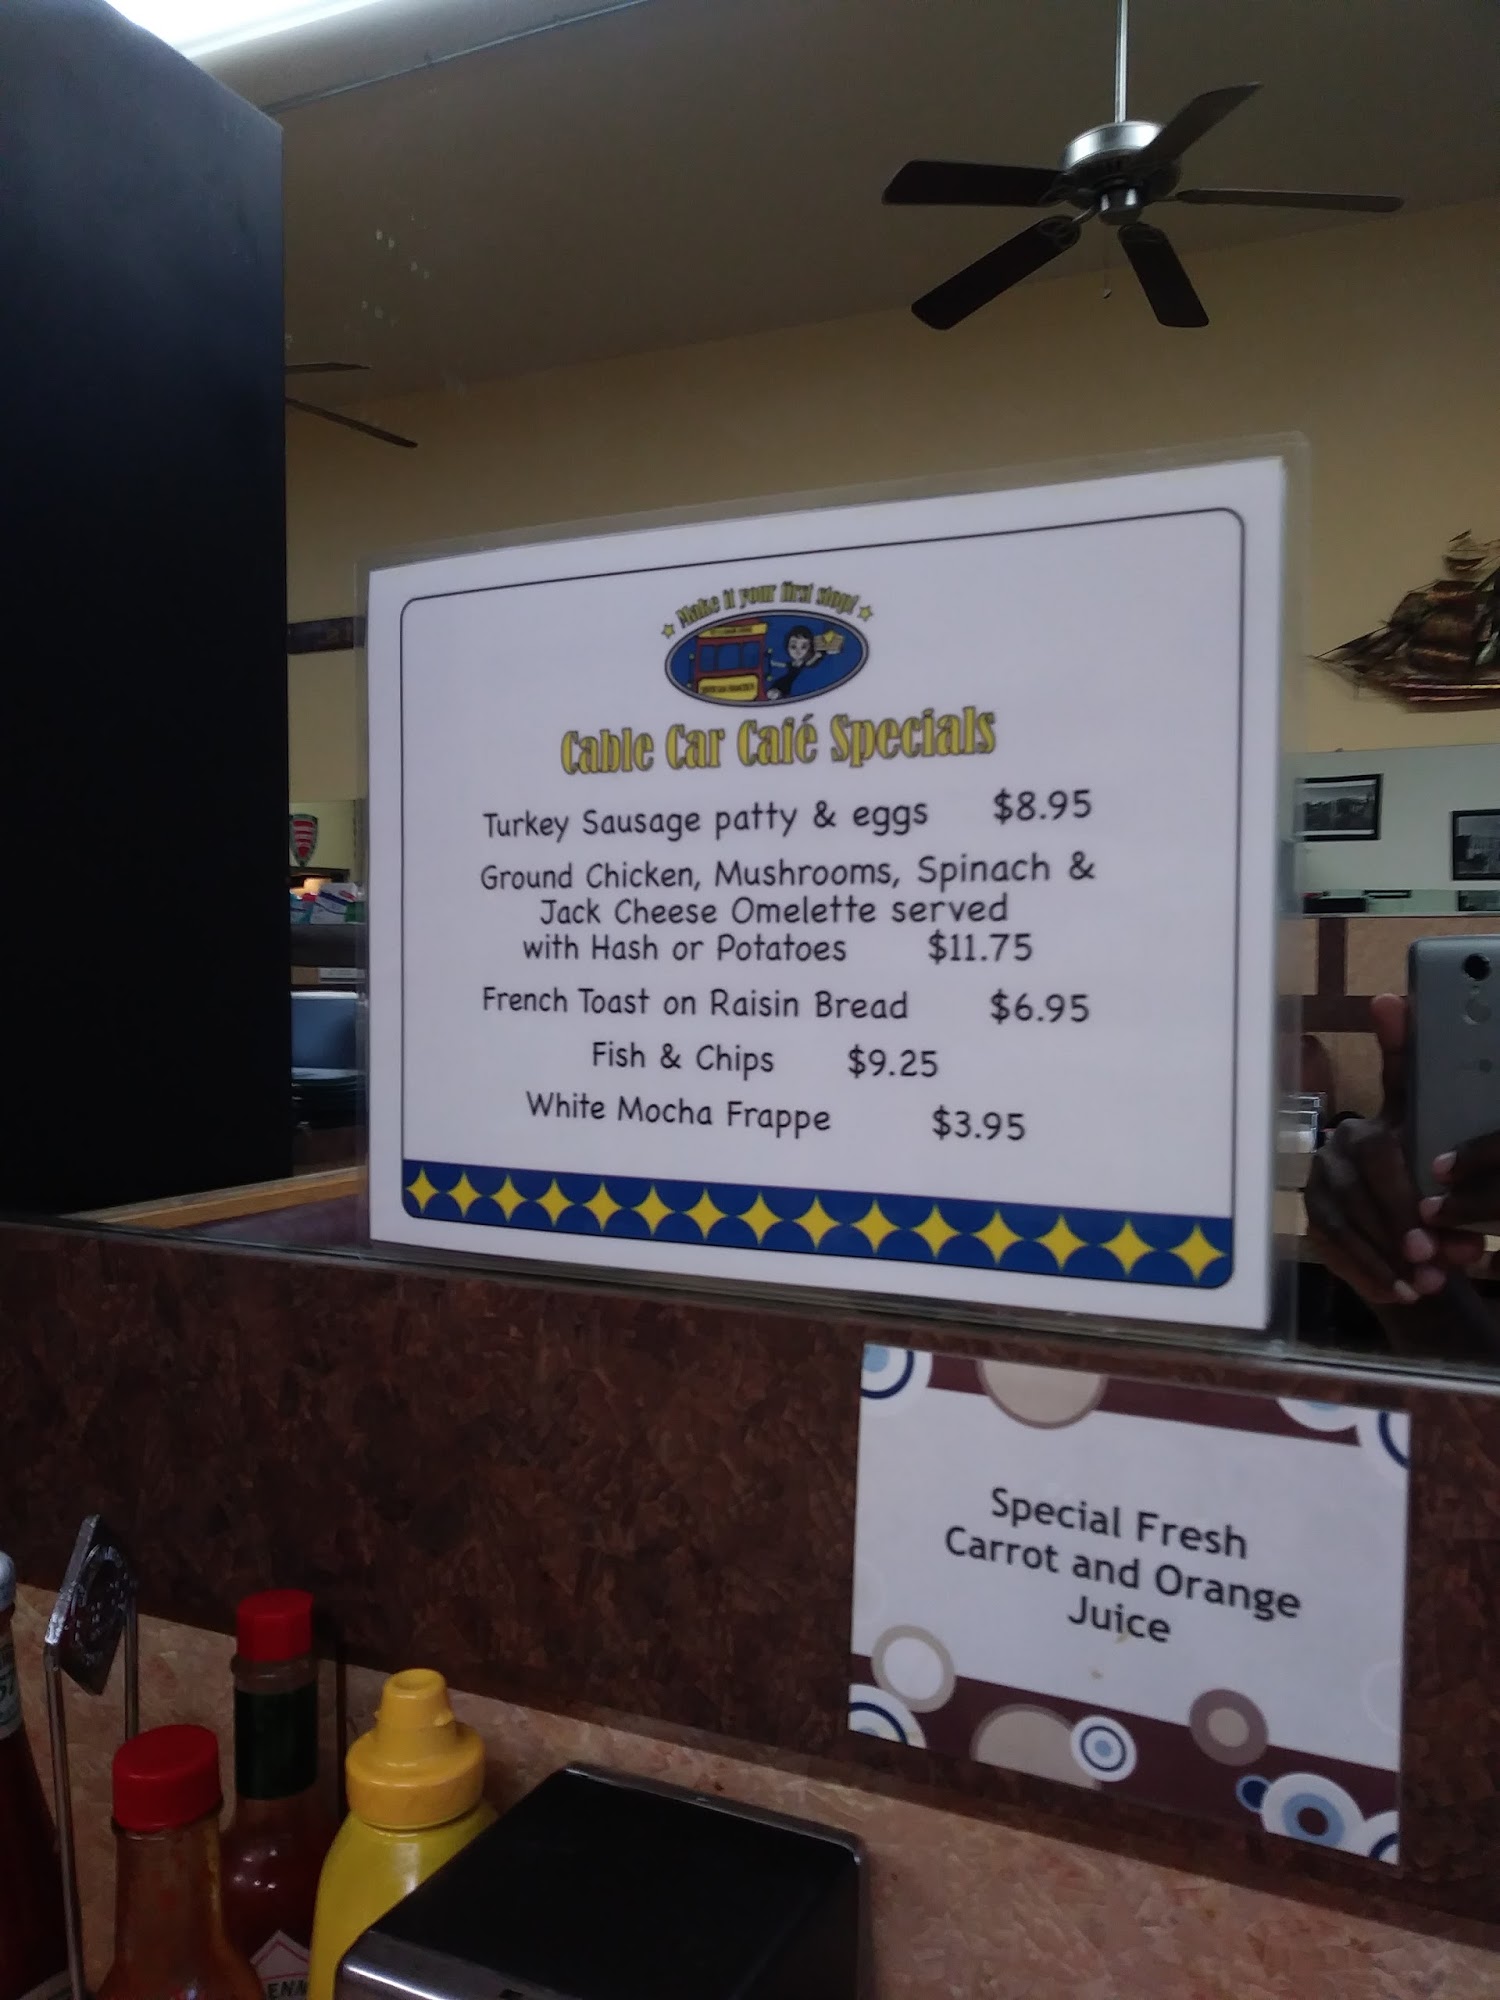 Make it your first stop!
Cable Car Café Specials
Turkey Sausage patty & eggs $8.95
Ground Chicken, Mushrooms, Spinach &
Jack Cheese Omelette served
with Hash or Potatoes $11.75
French Toast on Raisin Bread $6.95
Fish & Chips $9.25
White Mocha Frappe $3.95
Special Fresh
Carrot and Orange
Juice